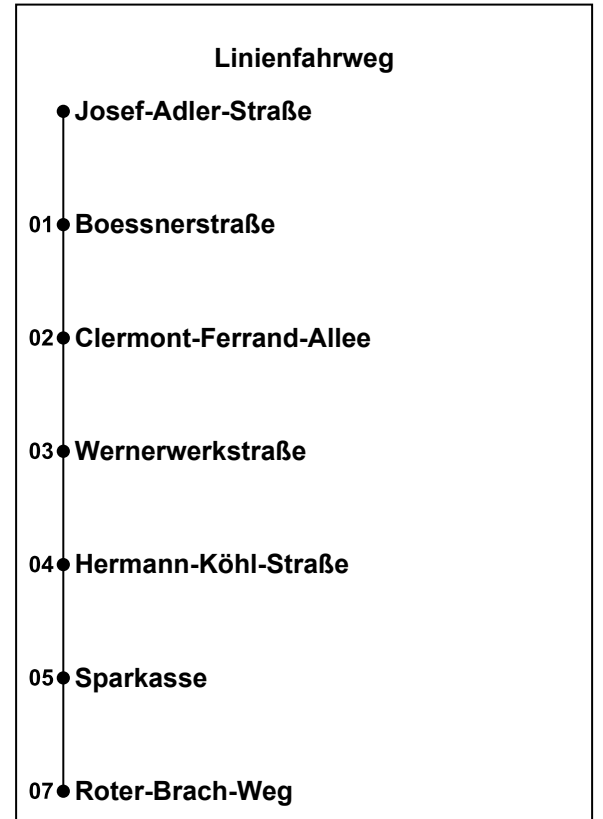 Linienfahrweg
Josef-Adler-Straße
01 Boessnerstraße
02 Clermont-Ferrand-Allee
03 Wernerwerkstraße
04 Hermann-Köhl-Straße
05 Sparkasse
07 Roter-Brach-Weg